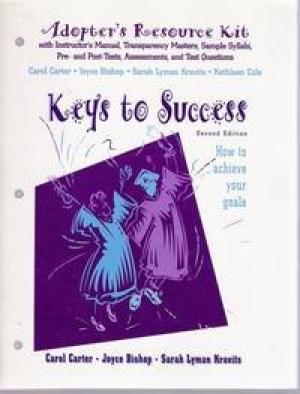 Adopter's Resource Kit
with Instructor's Manual, Transparency Masters, Sample Syllabi,
Pre- and Post-Tests, Assessments, and Test Questions
Carol Carter • Joyce Bishop • Sarah Lyman Kravits • Kathleen Cole
Keys to Success
Second Edition
How to
achieve
your
goals
Carol Carter • Joyce Bishop • Sarah Lyman Kravits